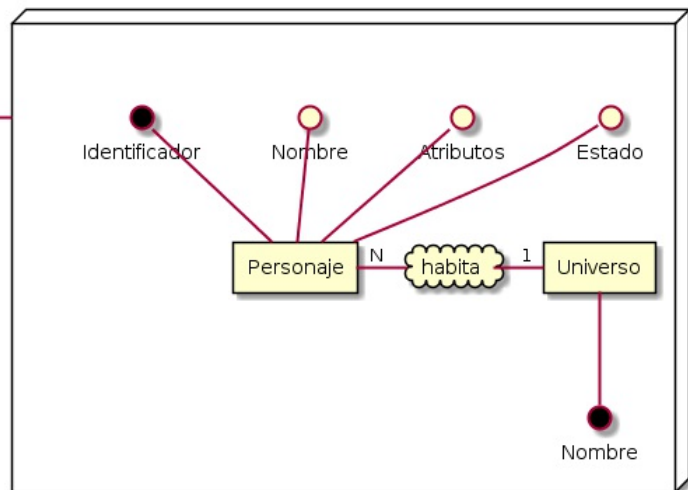 Identificador
Nombre
Atributos
Estado
Personaje
N
habita
1
Universo
Nombre